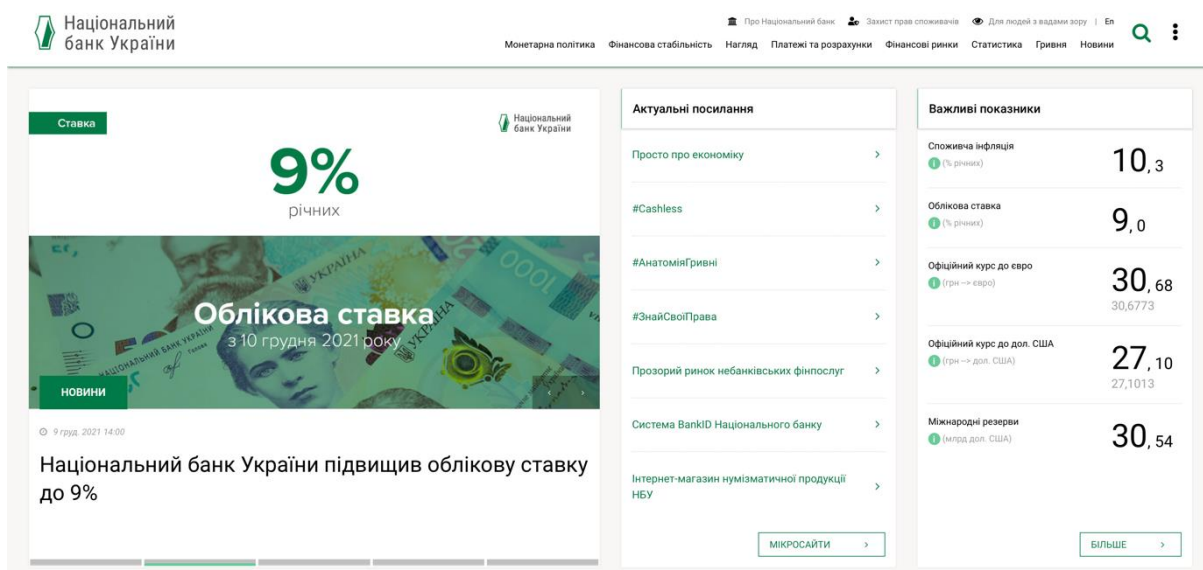 Національний
банк України
Про Національний банк
Захист прав споживачів
Для людей з вадами зору | En
Монетарна політика Фінансова стабільність Нагляд Платежі та розрахунки Фінансові ринки Статистика Гривня Новини
Ставка
Національний
банк України
9%
річних
УКРАЇНА
1000
Облікова ставка
з 10 грудня 2021 року
НОВИНИ
9 груд. 2021 14:00
Національний банк України підвищив облікову ставку
до 9%
Актуальні посилання
Просто про економіку
#Cashless
#АнатоміяГривні
#ЗнайСвоїПрава
Прозорий ринок небанківських фінпослуг
Система BankID Національного банку
Інтернет-магазин нумізматичної продукції
НБУ
МІКРОСАЙТИ
Важливі показники
Споживча інфляція
(% річних)
10, 3
Облікова ставка
(% річних)
9, 0
Офіційний курс до євро
(грн –> євро)
30, 68
30,6773
Офіційний курс до дол. США
(грн –> дол. США)
27, 10
27,1013
Міжнародні резерви
(млрд дол. США)
30, 54
БІЛЬШЕ